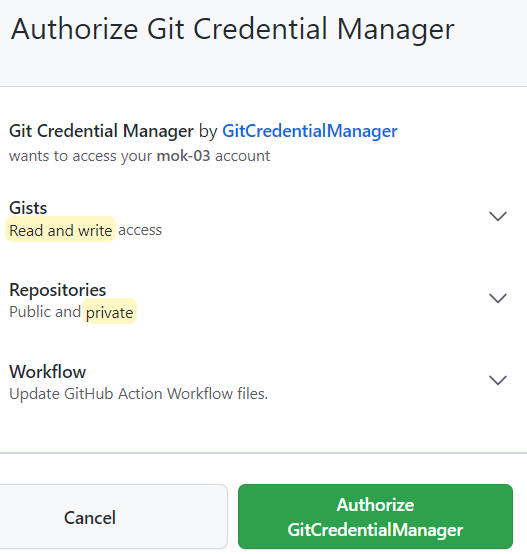 Authorize Git Credential Manager
Git Credential Manager by GitCredentialManager
wants to access your mok-03 account
Gists
Read and write access
Repositories
Public and private
Workflow
Update GitHub Action Workflow files.
Cancel
Authorize
GitCredentialManager